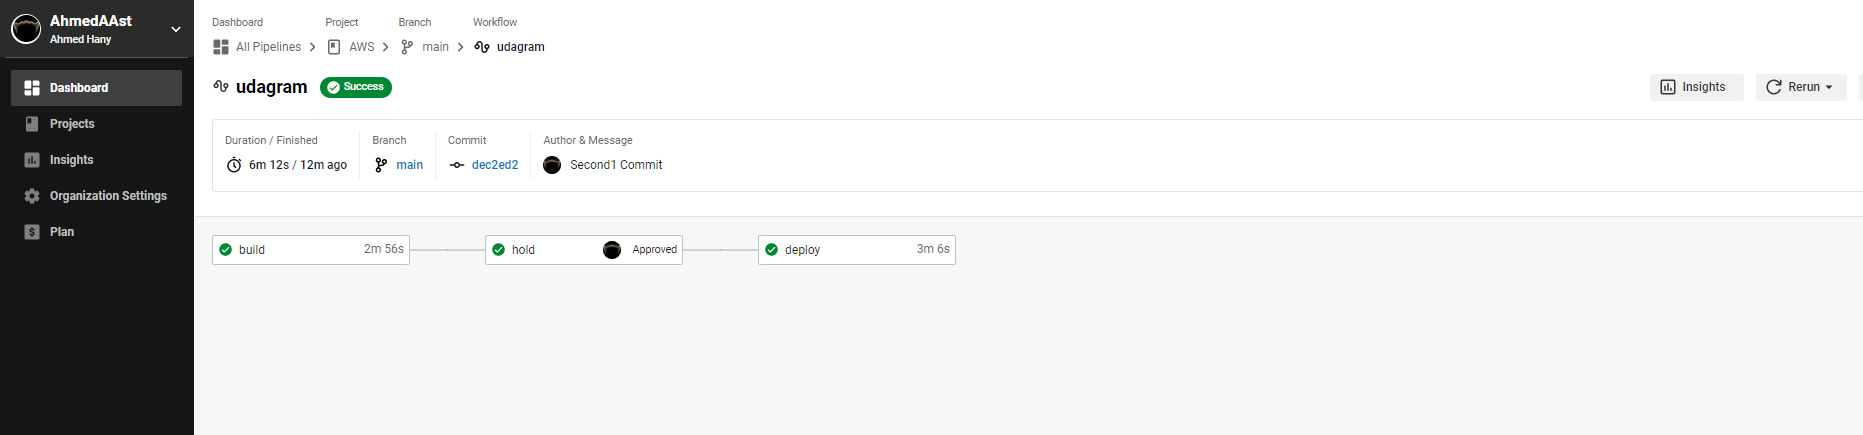 AhmedAAst
Ahmed Hany
Dashboard
Projects
Insights
Organization Settings
Plan
Dashboard Project Branch Workflow
All Pipelines AWS main udagram
udagram Success
Insights Rerun
Duration / Finished Branch Commit Author & Message
6m 12s / 12m ago main dec2ed2 Second1 Commit
build 2m 56s hold Approved deploy 3m 6s